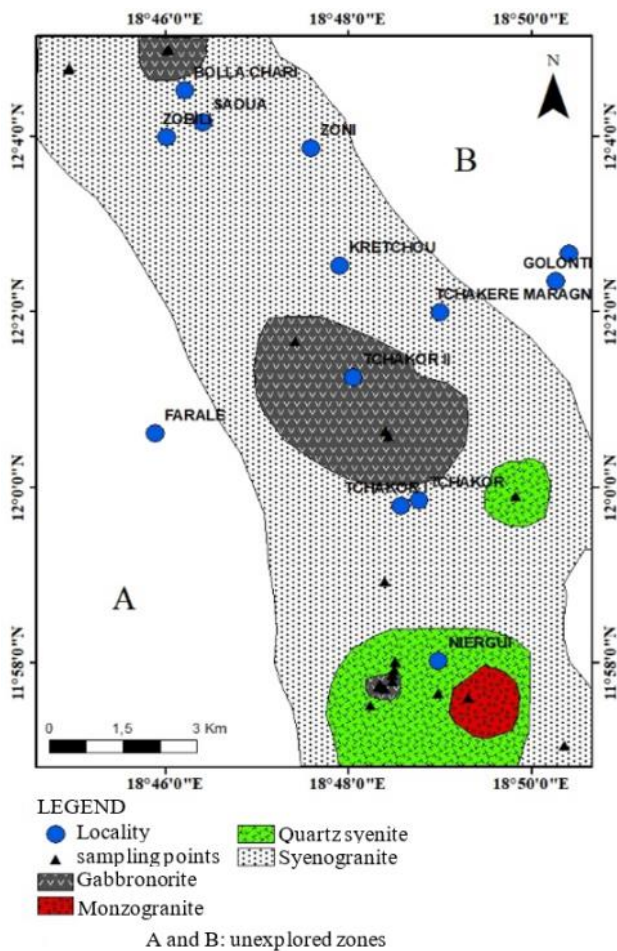 18°46'0"E 18°48'0"E 18°50'0"E
N
BOLLA CHARI
SAOUA
ZOBILI
ZONI
12°4'0"N 12°4'0"N
B
KRETCHOU
GOLONTI
TCHAKERE MARAGN
12°2'0"N 12°2'0"N
TCHAKOR II
FARALE
TCHAKOR I TCHAKOR
12°0'0"N 12°0'0"N
A
NIERGUI
11°58'0"N 11°58'0"N
0 1,5 3 Km
18°46'0"E 18°48'0"E 18°50'0"E
LEGEND
Locality Quartz syenite
sampling points Syenogranite
Gabbronorite
Monzogranite
A and B: unexplored zones